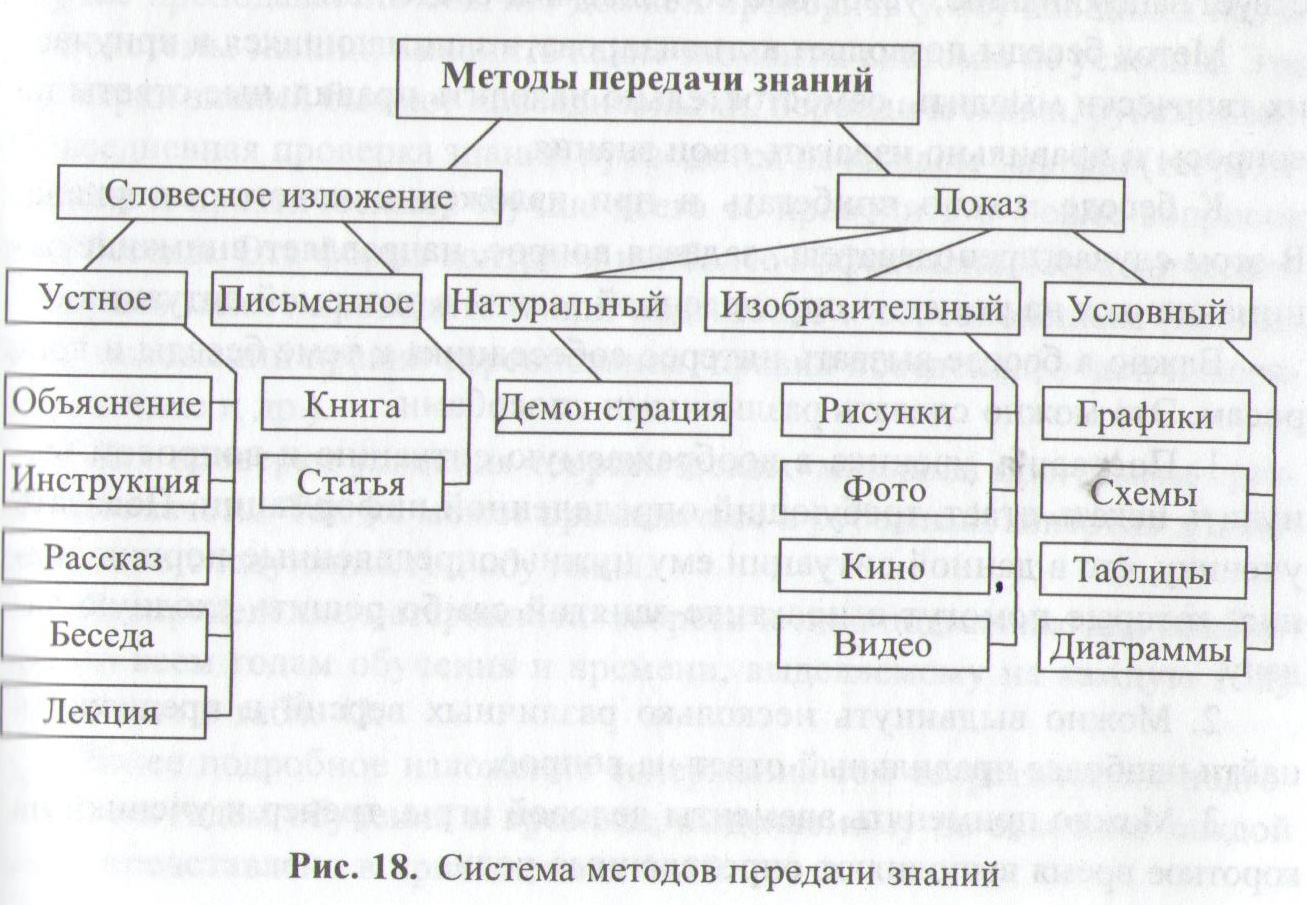 Методы передачи знаний
Словесное изложение
Показ
Устное
Письменное
Натуральный
Изобразительный
Условный
Объяснение
Книга
Демонстрация
Рисунки
Графики
Инструкция
Статья
Фото
Схемы
Рассказ
Кино
Таблицы
Беседа
Видео
Диаграммы
Лекция
Рис. 18. Система методов передачи знаний